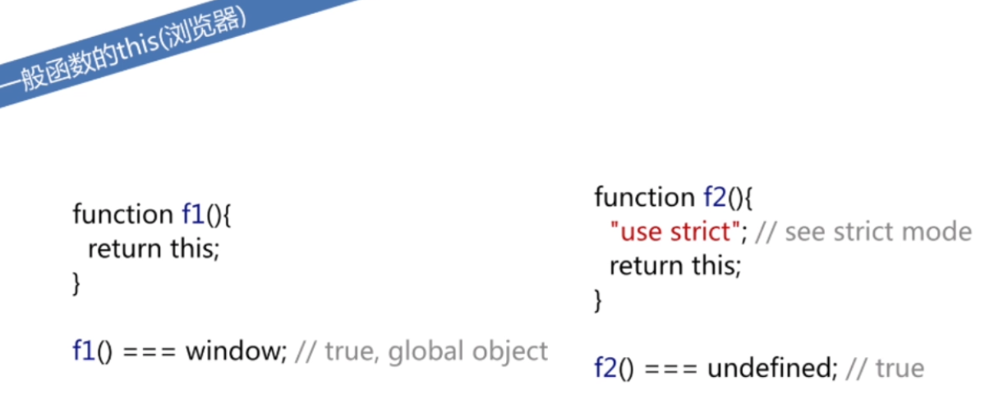 一般函数的this(浏览器)
function f1(){
return this;
}
f1() === window; // true, global object
function f2(){
"use strict"; // see strict mode
return this;
}
f2() === undefined; // true